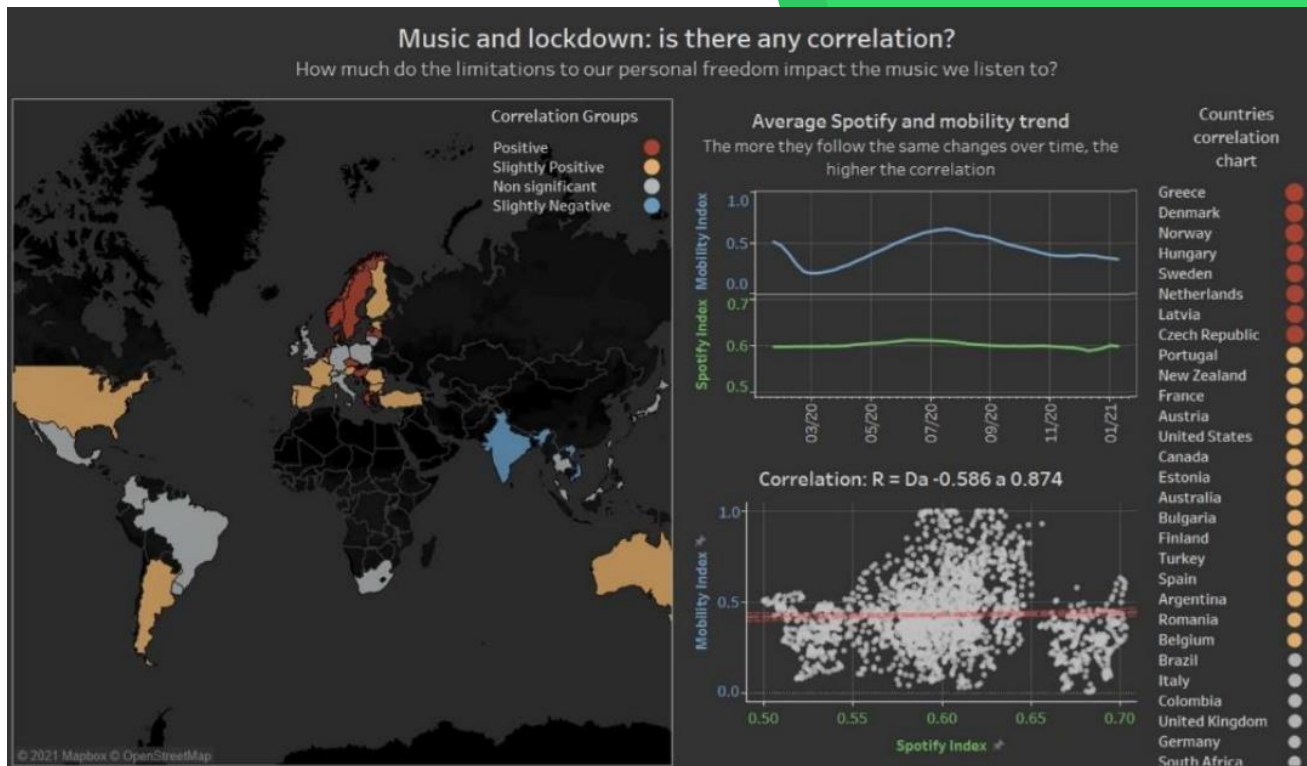 Music and lockdown: is there any correlation?
How much do the limitations to our personal freedom impact the music we listen to?
Correlation Groups
Positive
Slightly Positive
Non significant
Slightly Negative
© 2021 Mapbox © OpenStreetMap
Average Spotify and mobility trend
The more they follow the same changes over time, the
higher the correlation
Mobility Index
1.0
0.5
0.0
Spotify Index
0.7
0.6
0.5
03/20
05/20
07/20
09/20
11/20
01/21
Correlation: R = Da -0.586 a 0.874
Mobility Index
1.0
0.5
0.0
0.50
0.55
0.60
0.65
0.70
Spotify Index
Countries
correlation
chart
Greece
Denmark
Norway
Hungary
Sweden
Netherlands
Latvia
Czech Republic
Portugal
New Zealand
France
Austria
United States
Canada
Estonia
Australia
Bulgaria
Finland
Turkey
Spain
Argentina
Romania
Belgium
Brazil
Italy
Colombia
United Kingdom
Germany
South Africa